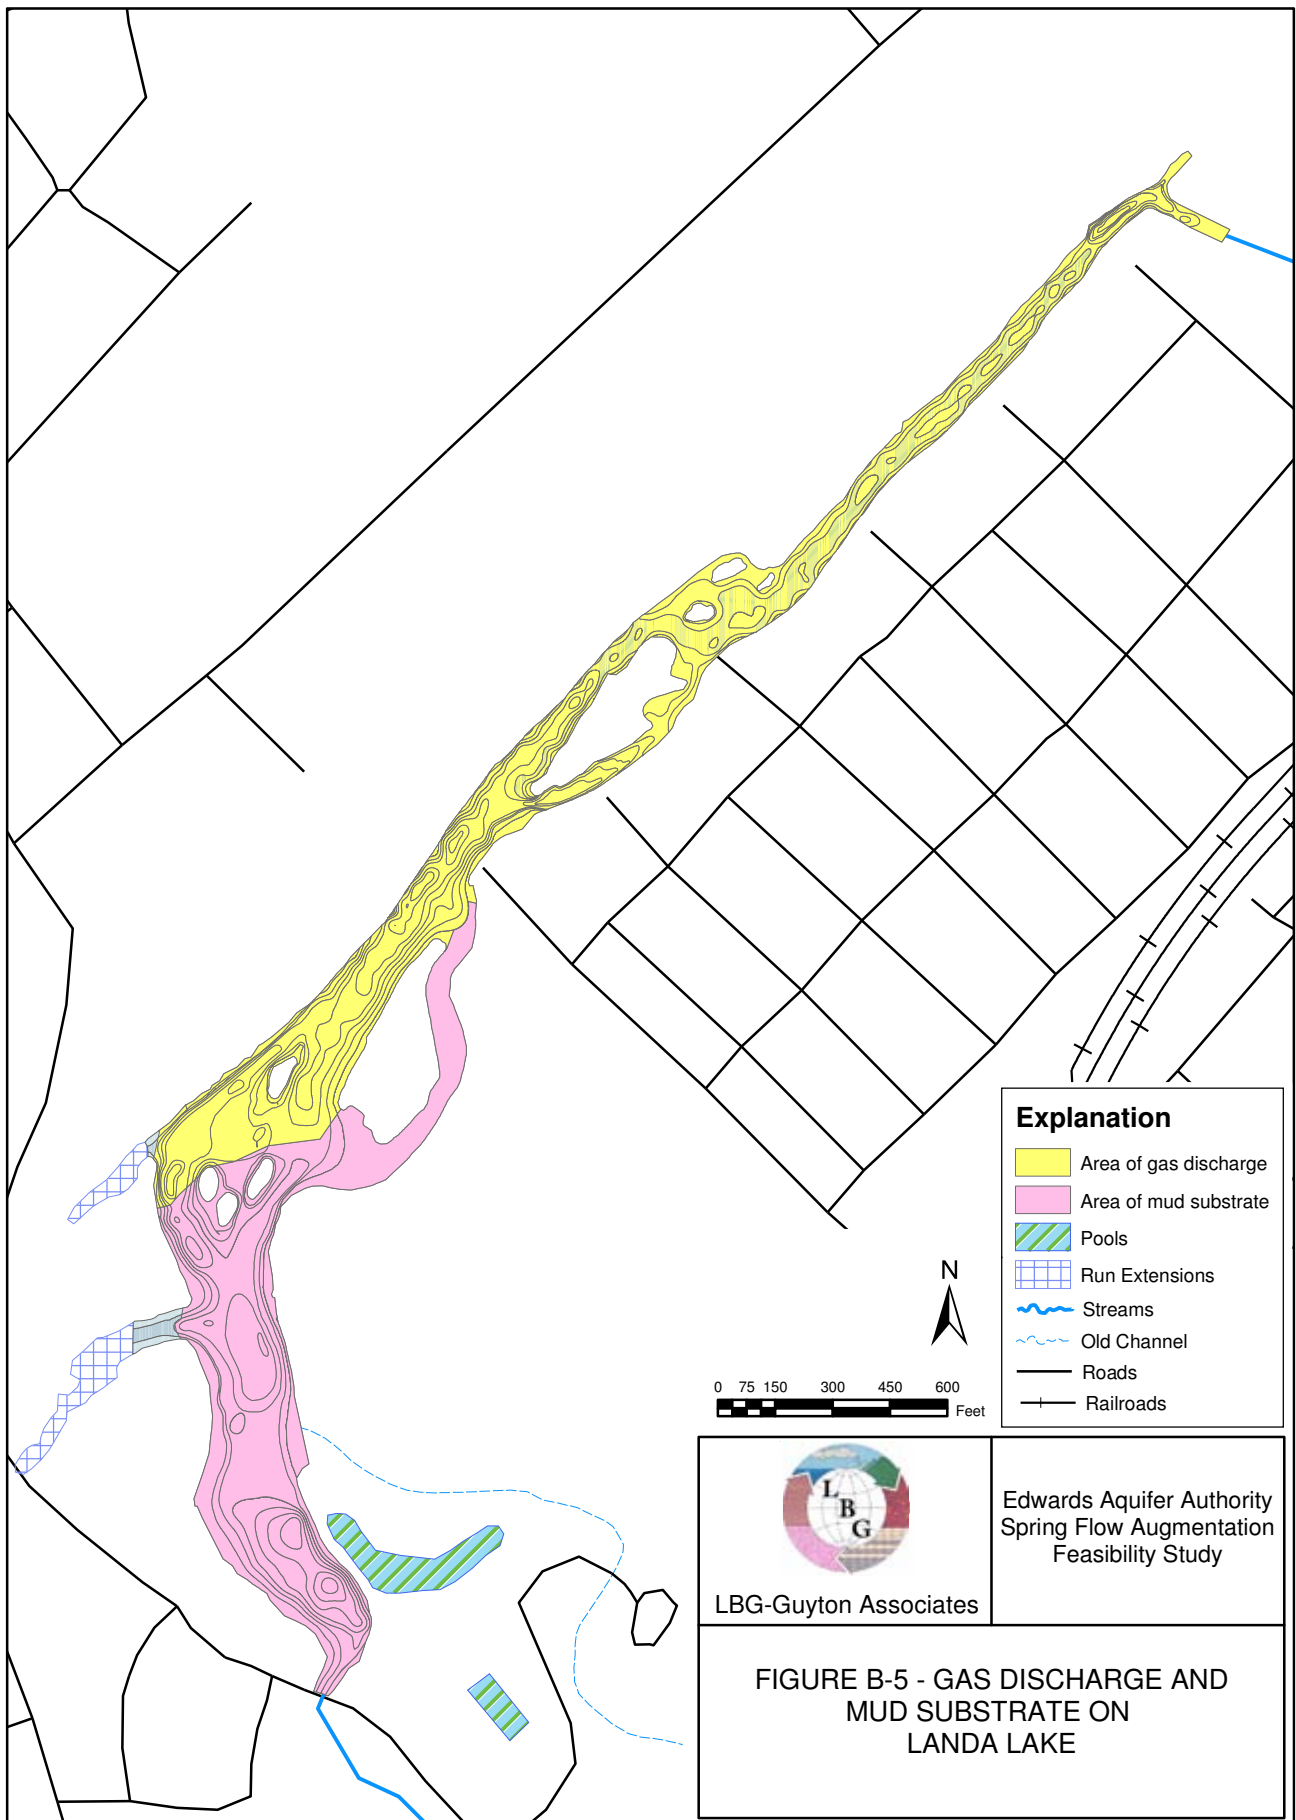 Explanation
Area of gas discharge
Area of mud substrate
Pools
Run Extensions
Streams
Old Channel
Roads
Railroads
N
0 75 150 300 450 600
Feet
L
B
G
LBG-Guyton Associates
Edwards Aquifer Authority
Spring Flow Augmentation
Feasibility Study
FIGURE B-5 - GAS DISCHARGE AND
MUD SUBSTRATE ON
LANDA LAKE